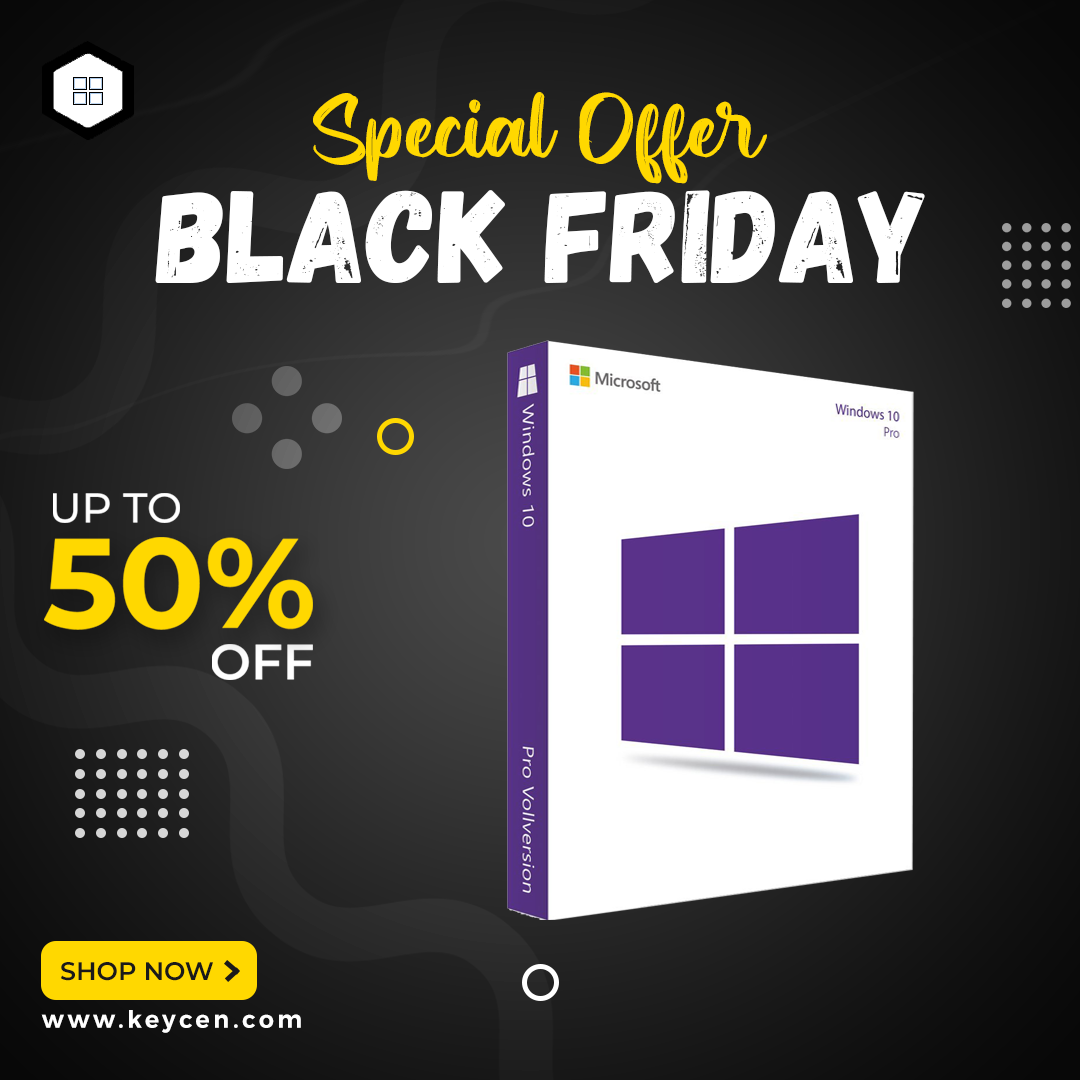 Special Offer
BLACK FRIDAY
Microsoft
Windows 10
Pro
Windows 10
Pro Vollversion
UP TO
50%
OFF
SHOP NOW
www.keycen.com